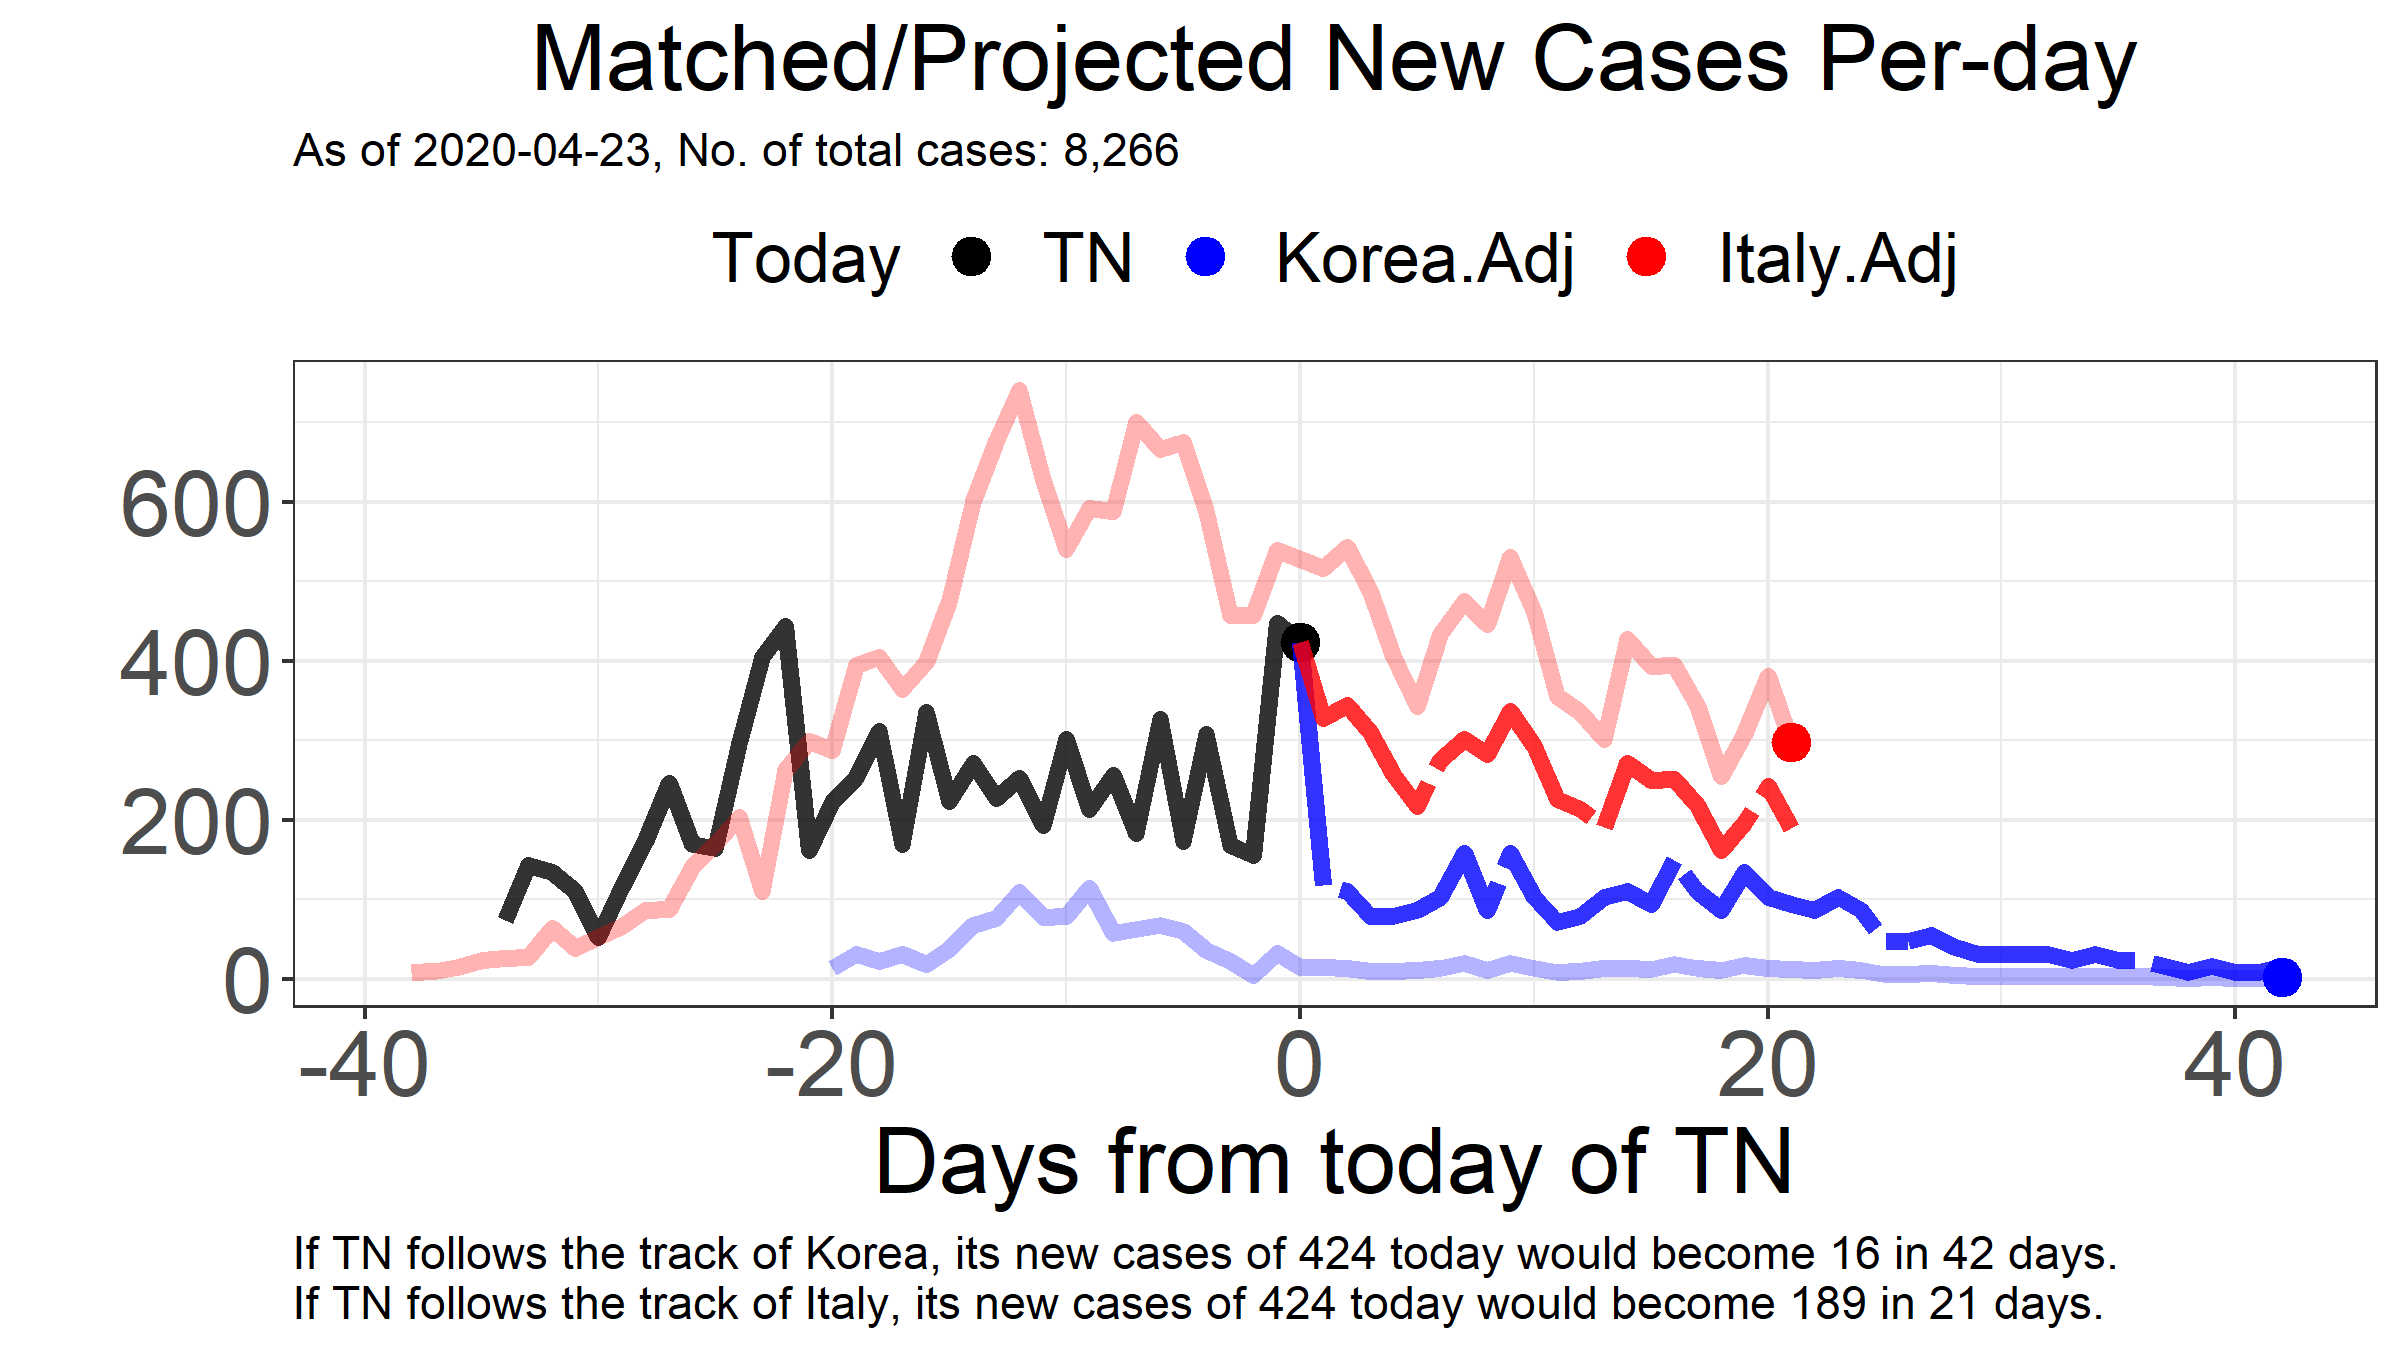 Matched/Projected New Cases Per-day
As of 2020-04-23, No. of total cases: 8,266
Today TN Korea.Adj Italy.Adj
600
400
200
0
-40 -20 0 20 40
Days from today of TN
If TN follows the track of Korea, its new cases of 424 today would become 16 in 42 days.
If TN follows the track of Italy, its new cases of 424 today would become 189 in 21 days.